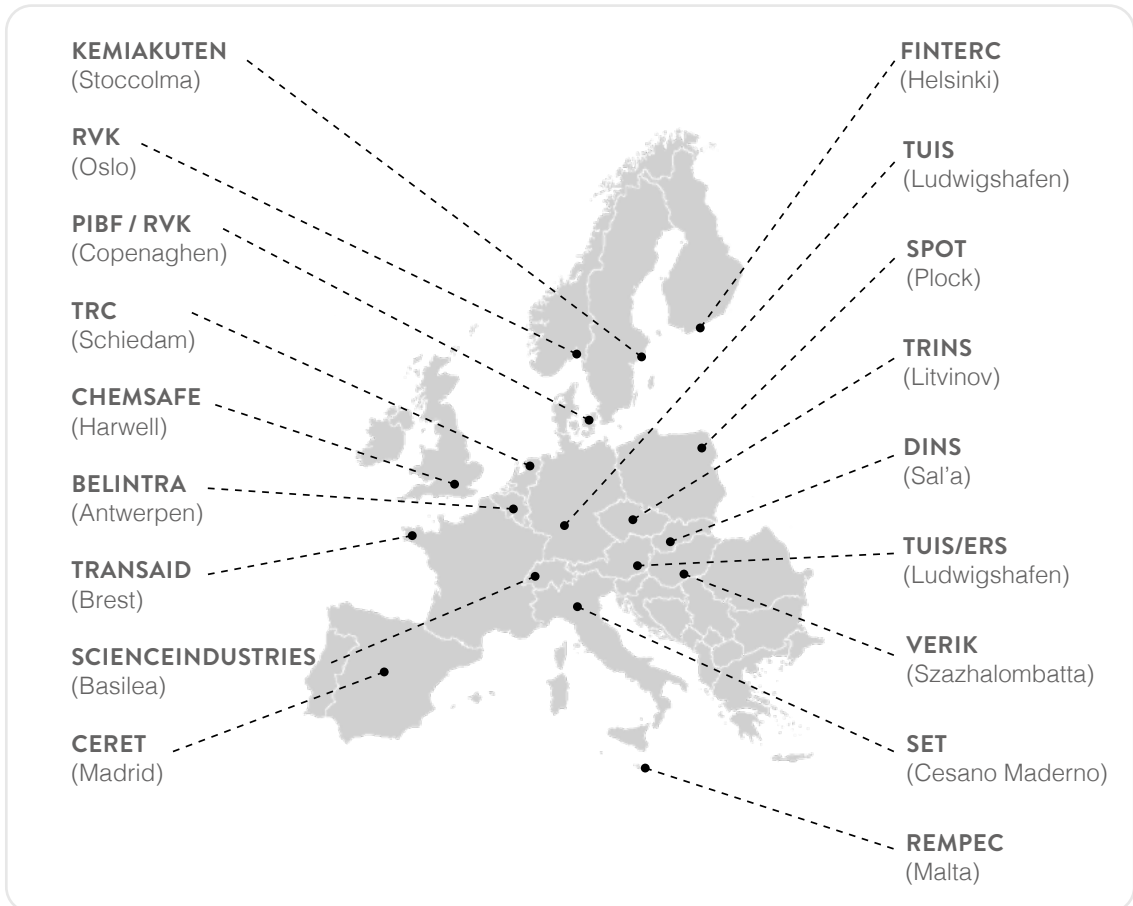 KEMIAKUTEN
(Stoccolma)
RVK
(Oslo)
PIBF / RVK
(Copenaghen)
TRC
(Schiedam)
CHEMSAFE
(Harwell)
BELINTRA
(Antwerpen)
TRANSAID
(Brest)
SCIENCEINDUSTRIES
(Basilea)
CERET
(Madrid)
FINTERC
(Helsinki)
TUIS
(Ludwigshafen)
SPOT
(Plock)
TRINS
(Litvinov)
DINS
(Sal'a)
TUIS/ERS
(Ludwigshafen)
VERIK
(Szazhalombatta)
SET
(Cesano Maderno)
REMPEC
(Malta)